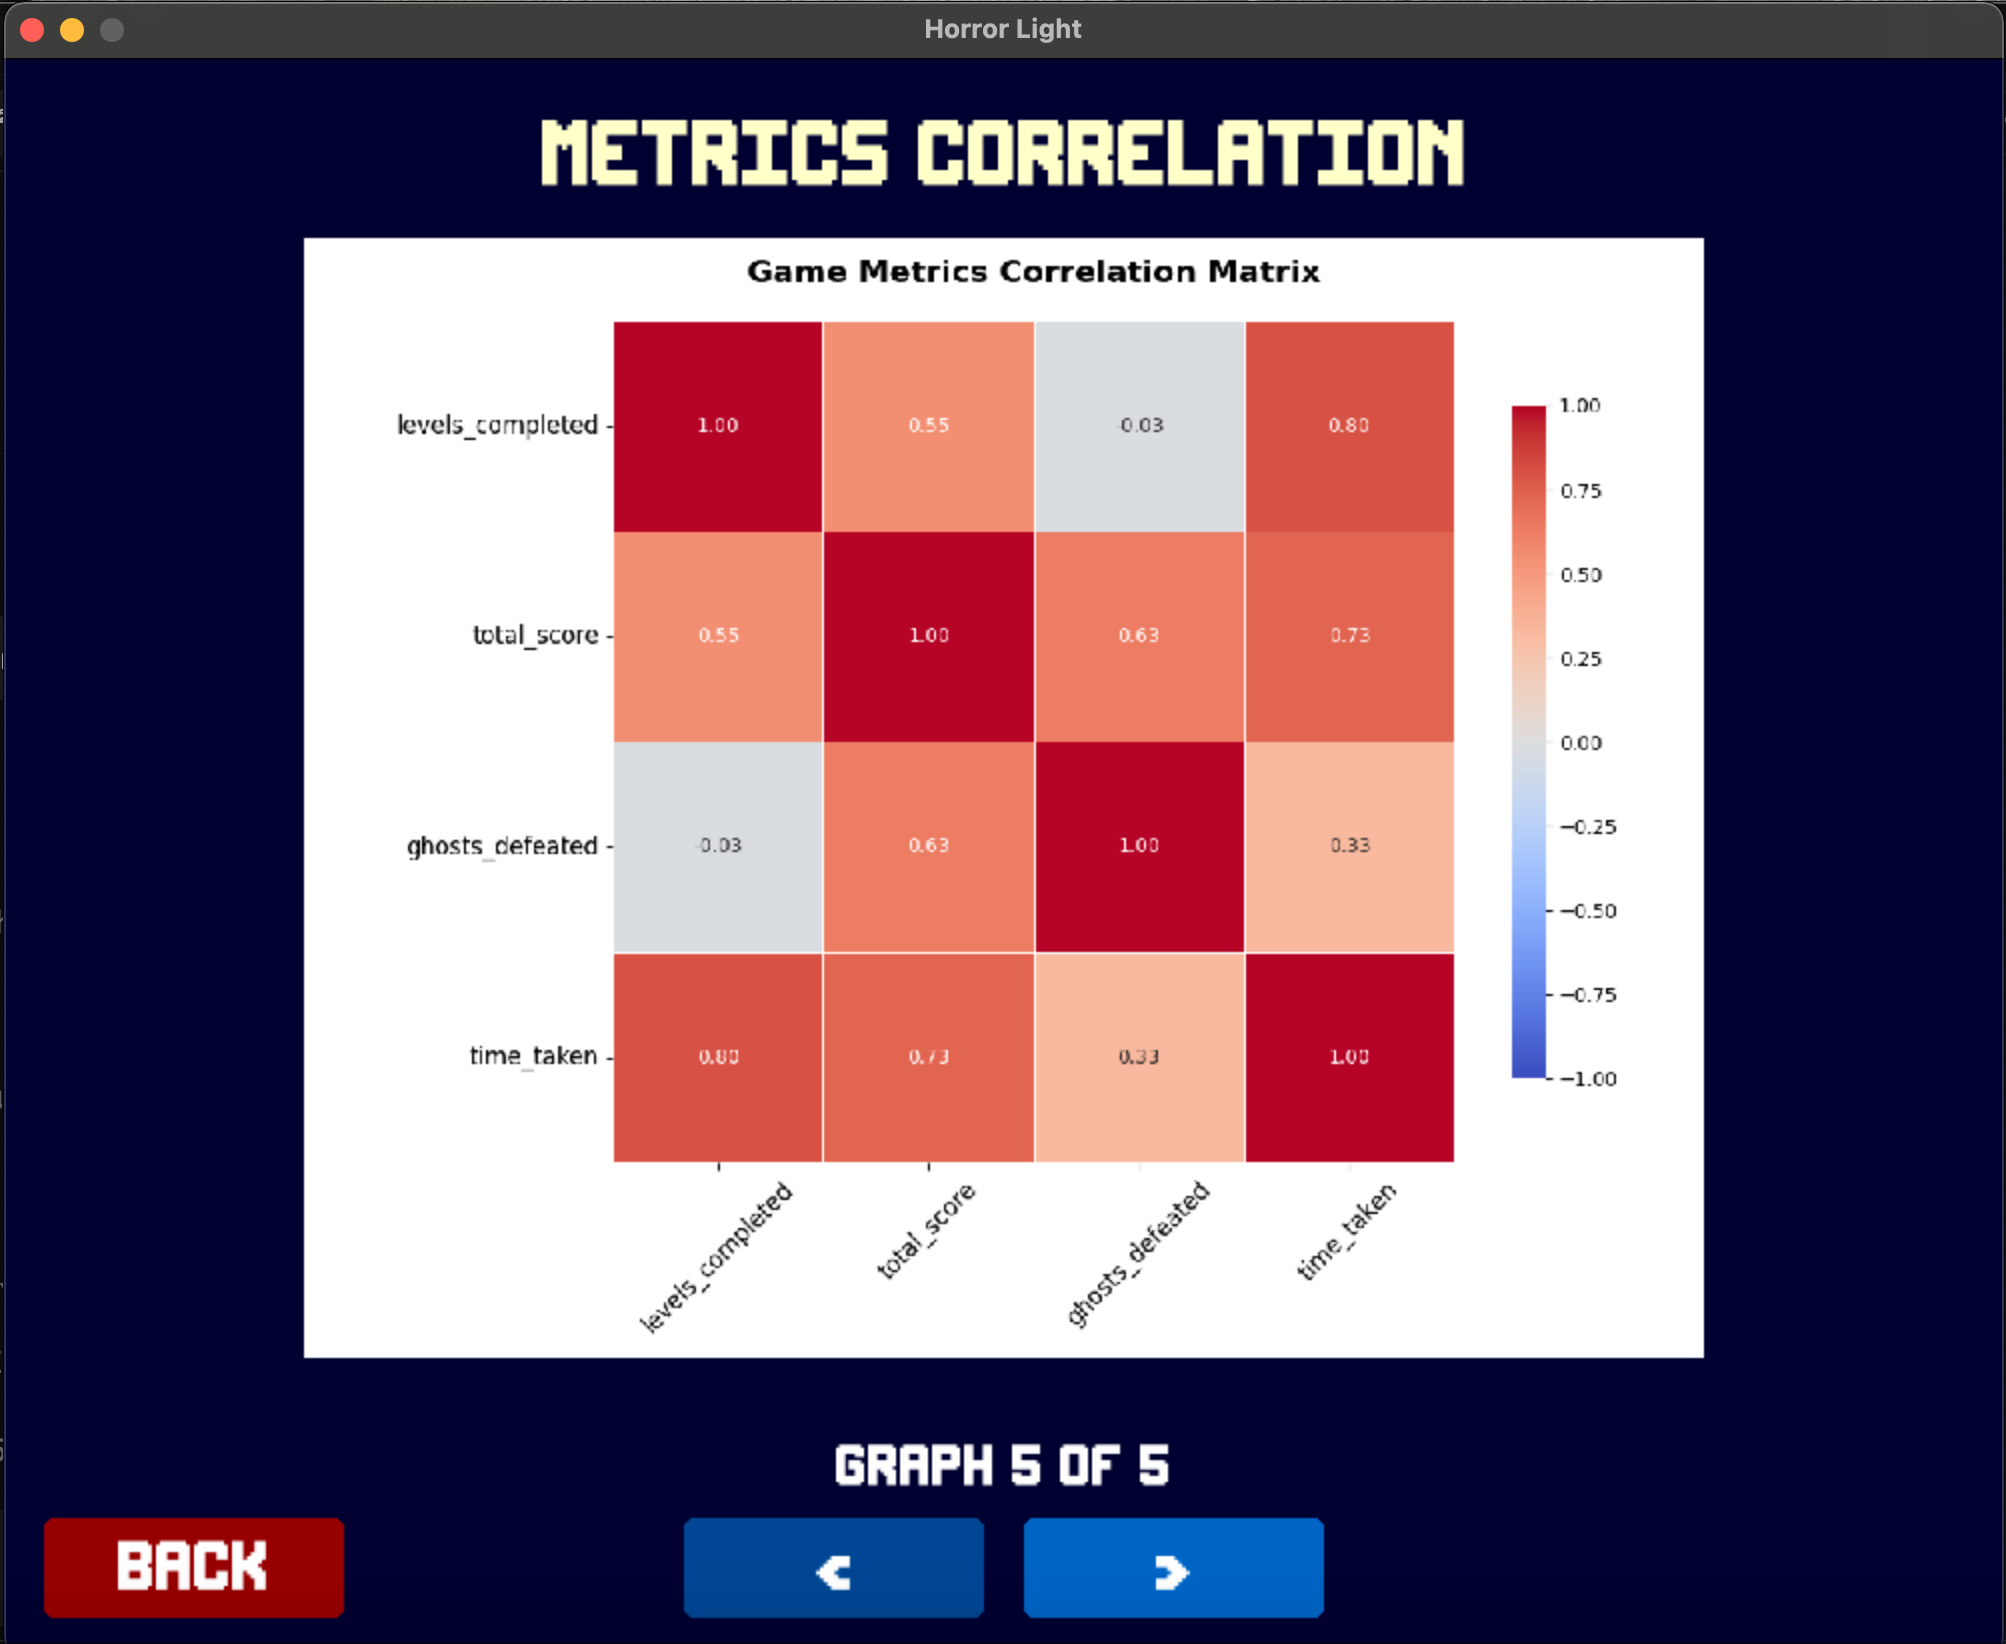 Horror Light
METRICS CORRELATION
Game Metrics Correlation Matrix
levels_completed
1.00 0.55 -0.03 0.80
total_score
0.55 1.00 0.63 0.73
ghosts_defeated
-0.03 0.63 1.00 0.33
time_taken
0.80 0.73 0.33 1.00
levels_completed
total_score
ghosts_defeated
time_taken
1.00
0.75
0.50
0.25
0.00
−0.25
−0.50
−0.75
−1.00
GRAPH 5 OF 5
BACK
<
>